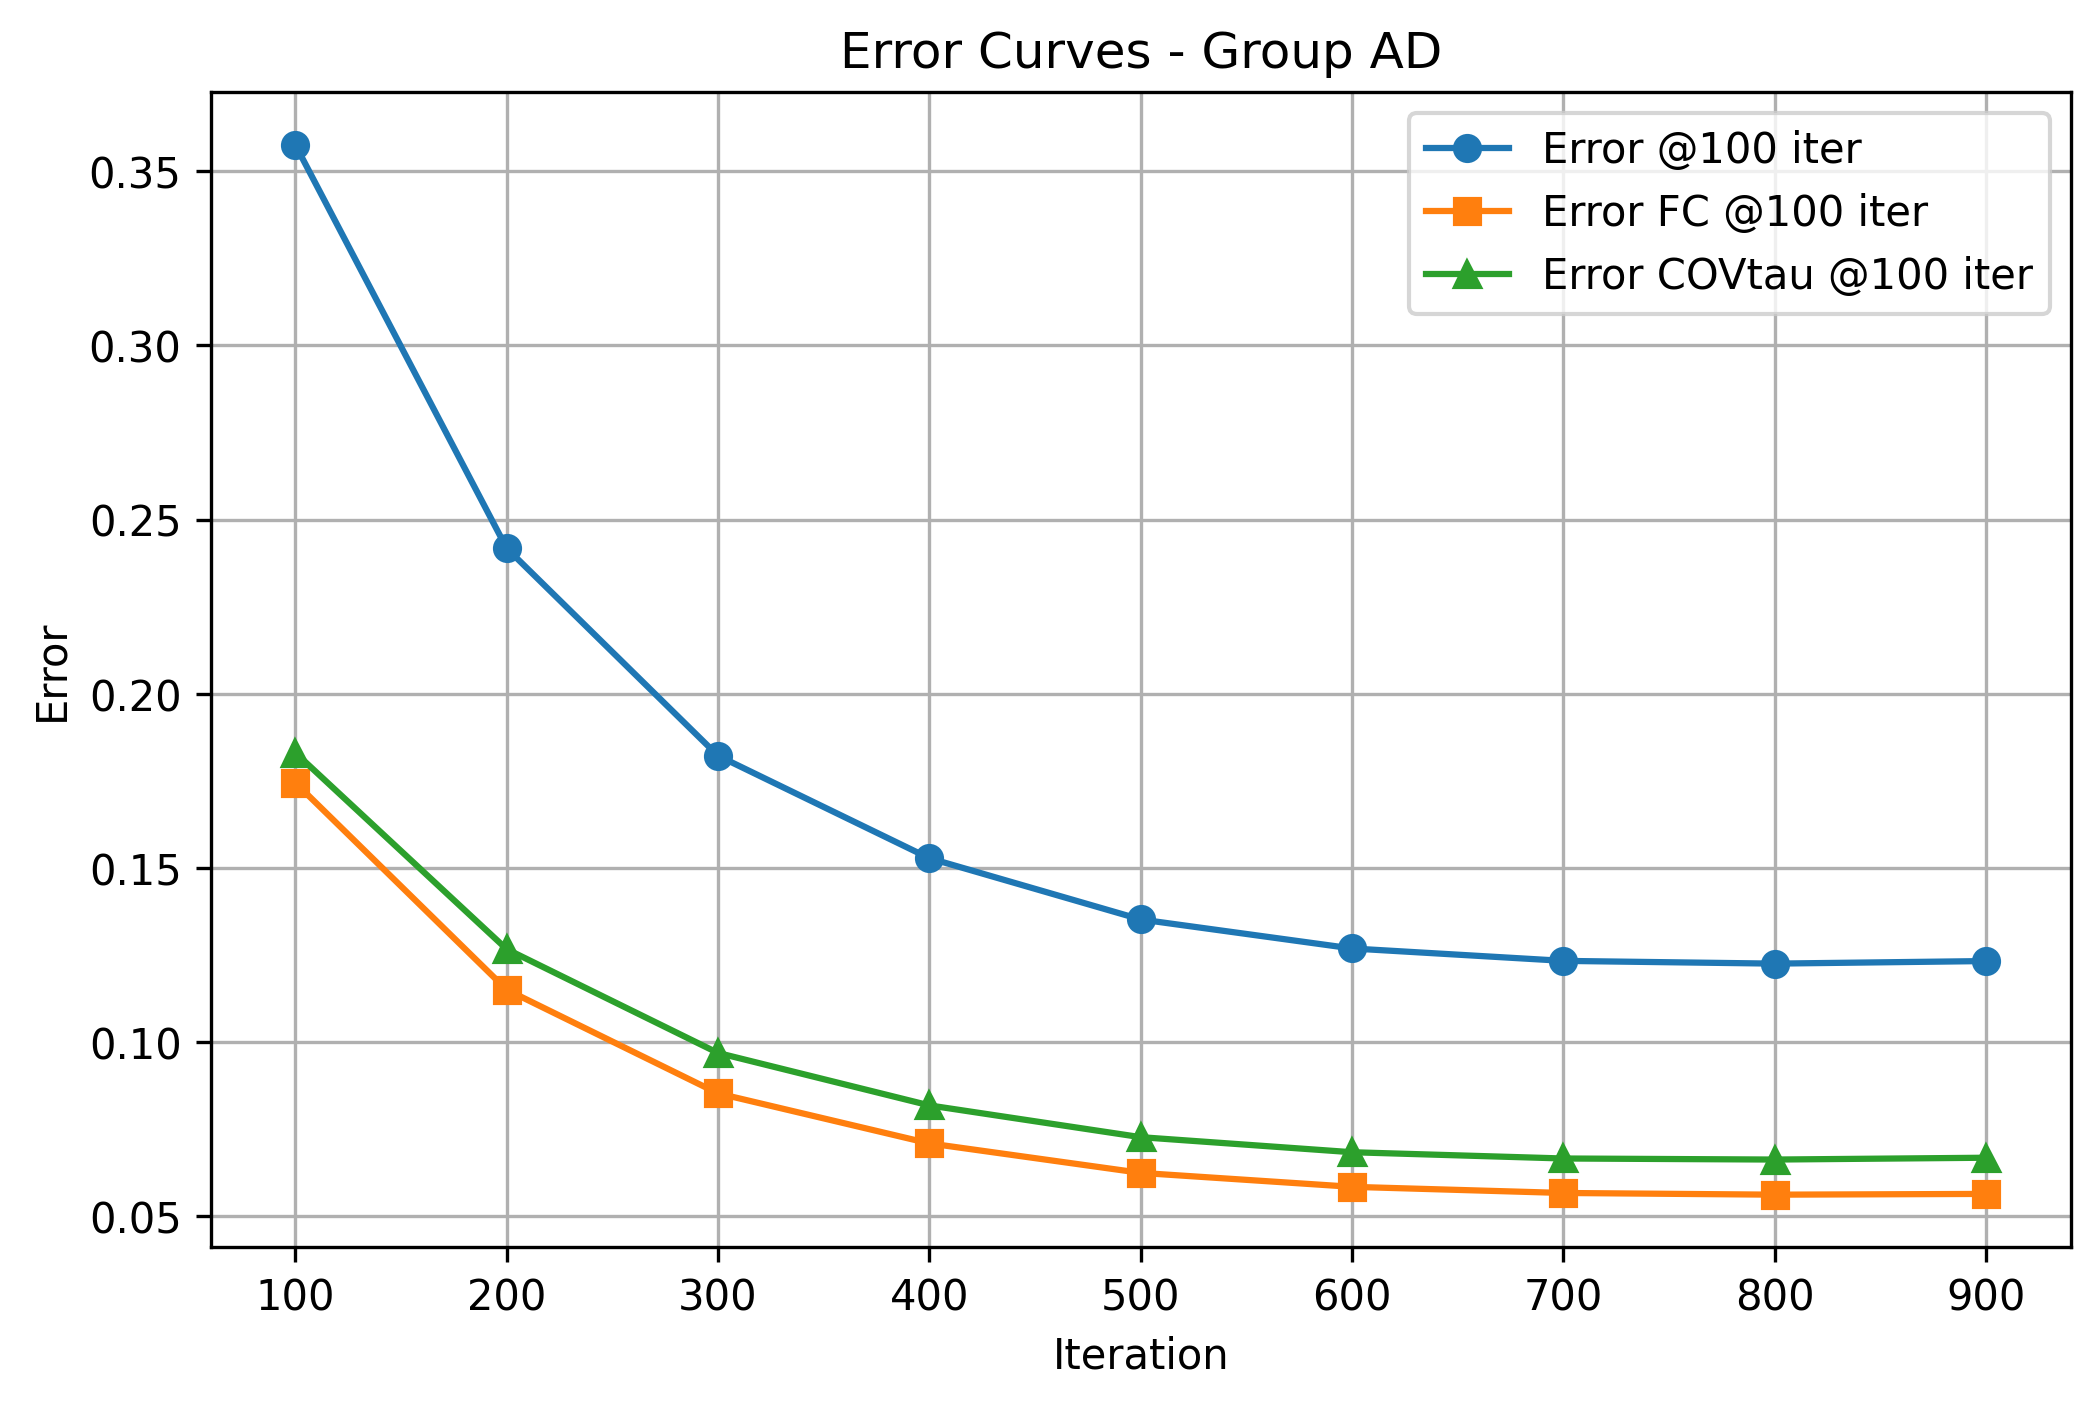 Error Curves - Group AD
Error @100 iter
Error FC @100 iter
Error COVtau @100 iter
Error
0.35
0.30
0.25
0.20
0.15
0.10
0.05
100 200 300 400 500 600 700 800 900
Iteration